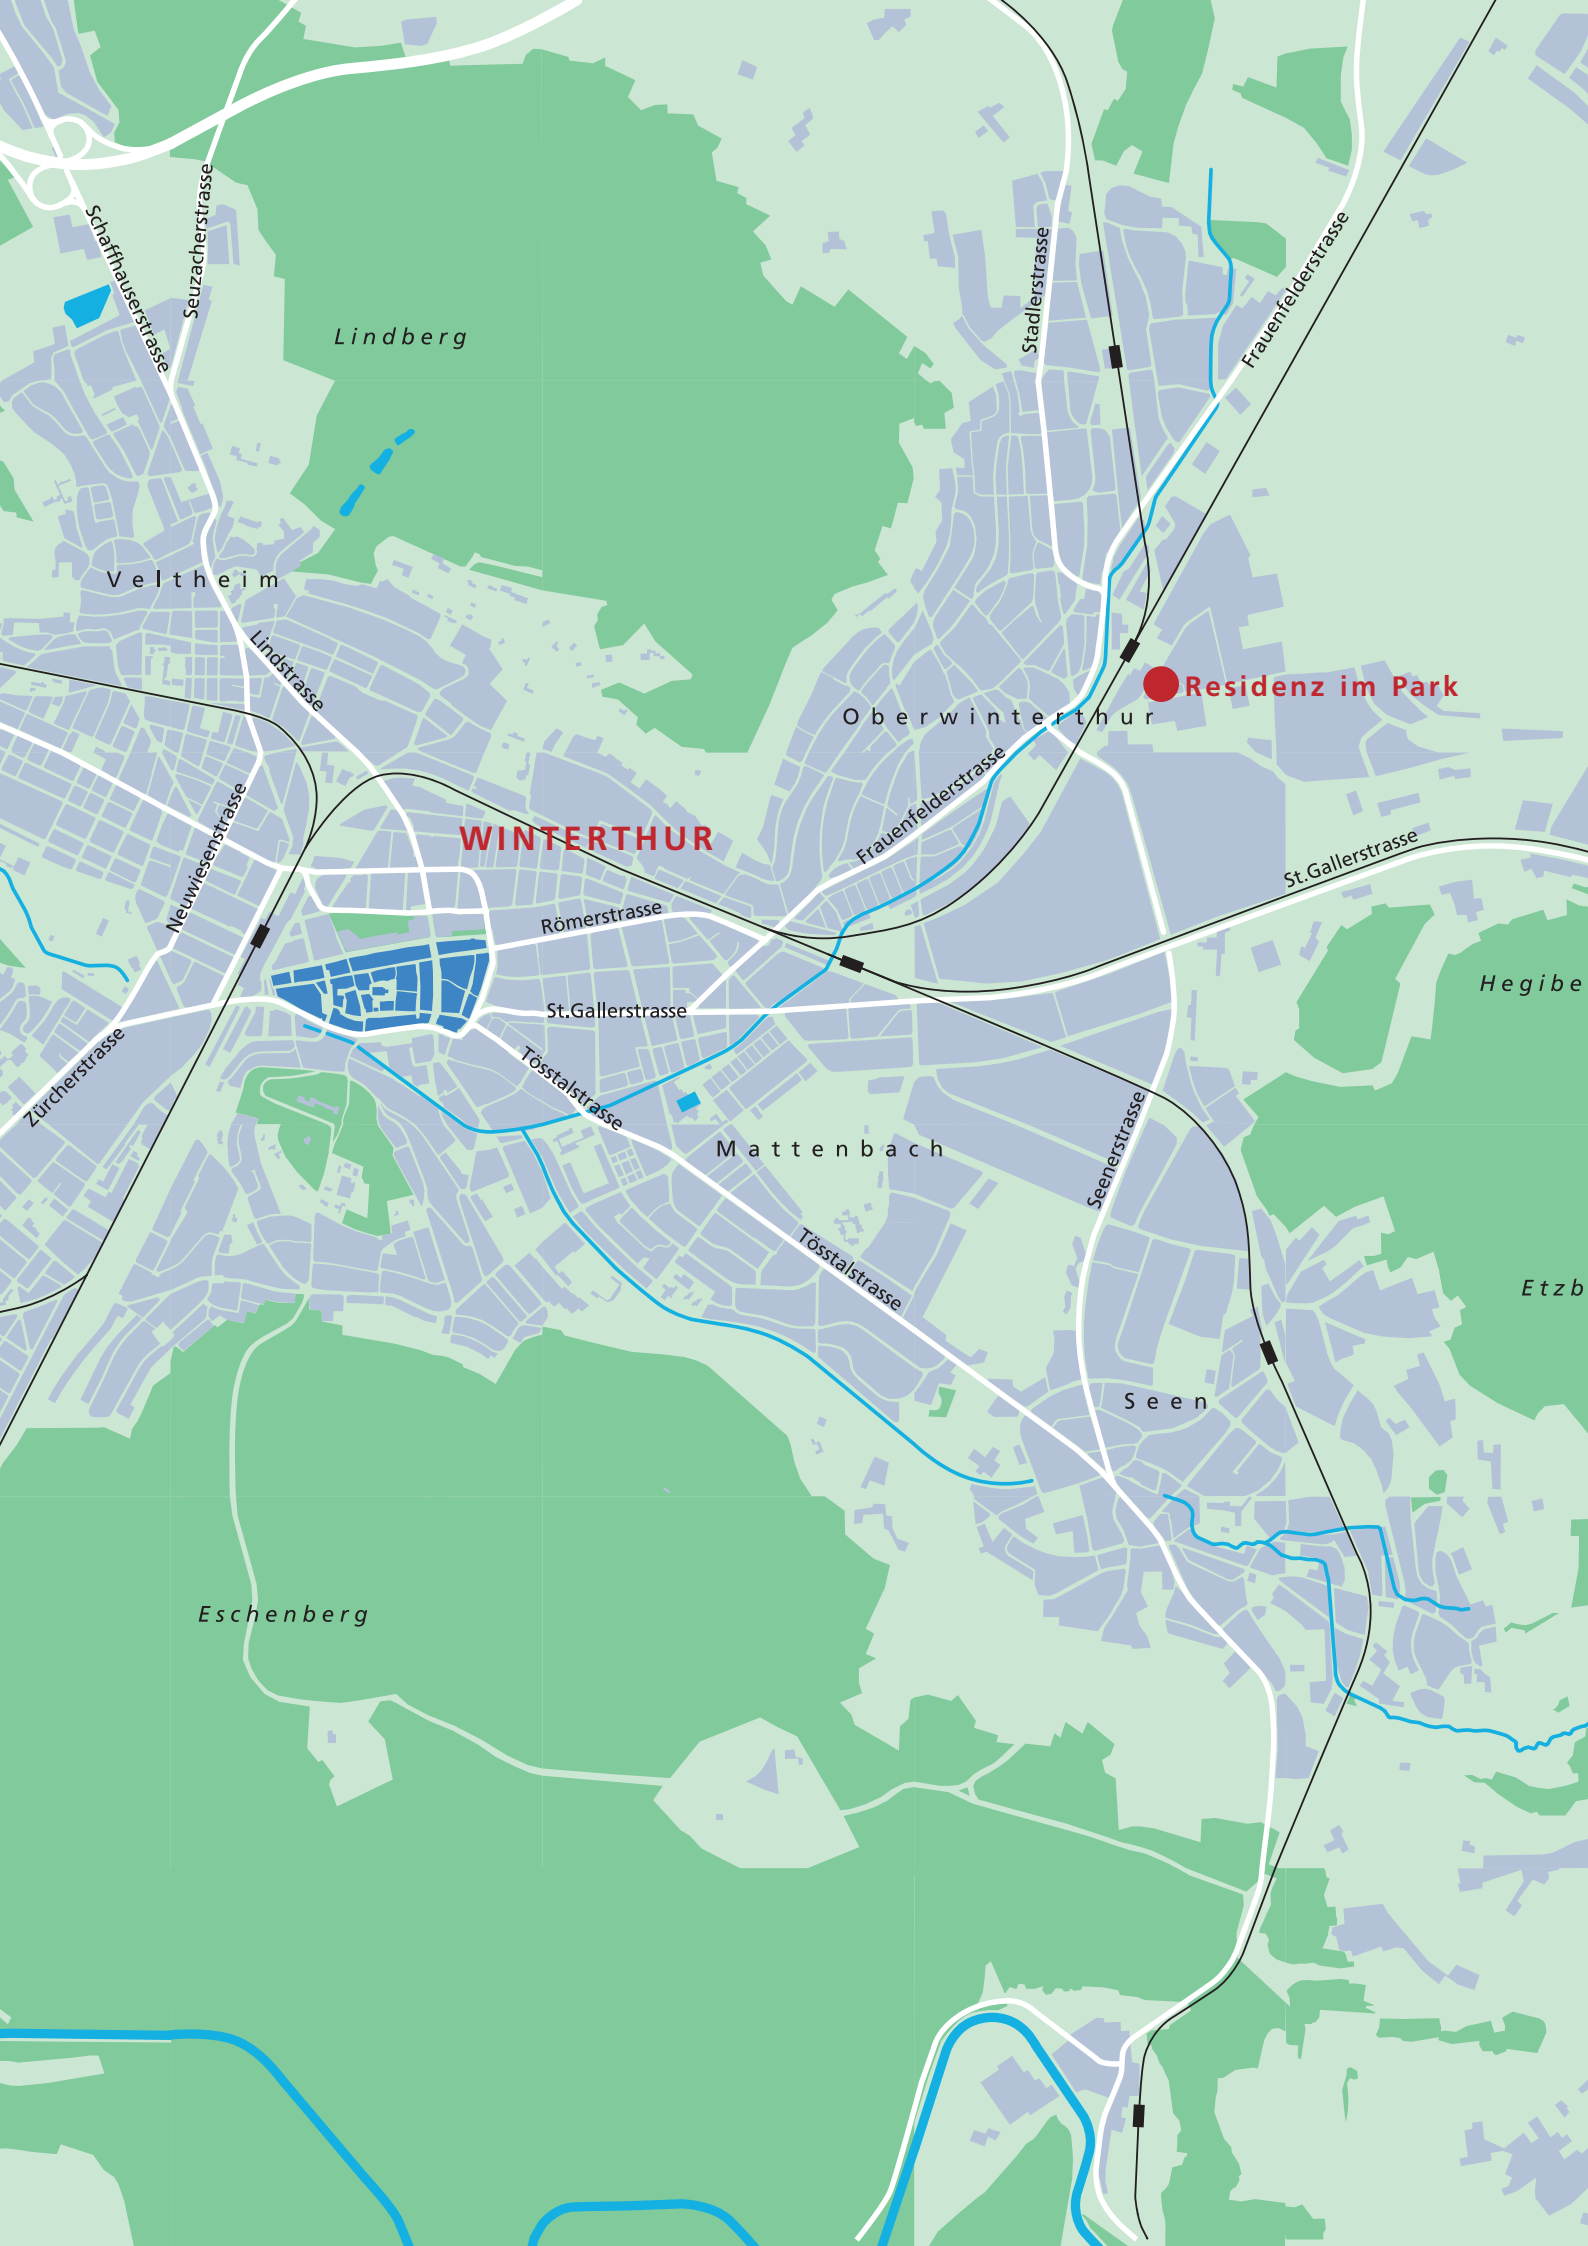 Schaffhauserstrasse
Seuzacherstrasse
Stadlerstrasse
Frauenfelderstrasse
Lindberg
Veltheim
Lindstrasse
Residenz im Park
Oberwinterthur
Neuwiesenstrasse
WINTERTHUR
Frauenfelderstrasse
St.Gallerstrasse
Römerstrasse
Hegibe
St.Gallerstrasse
Zürcherstrasse
Tösstalstrasse
Mattenbach
Seenerstrasse
Tösstalstrasse
Etzb
Seen
Eschenberg